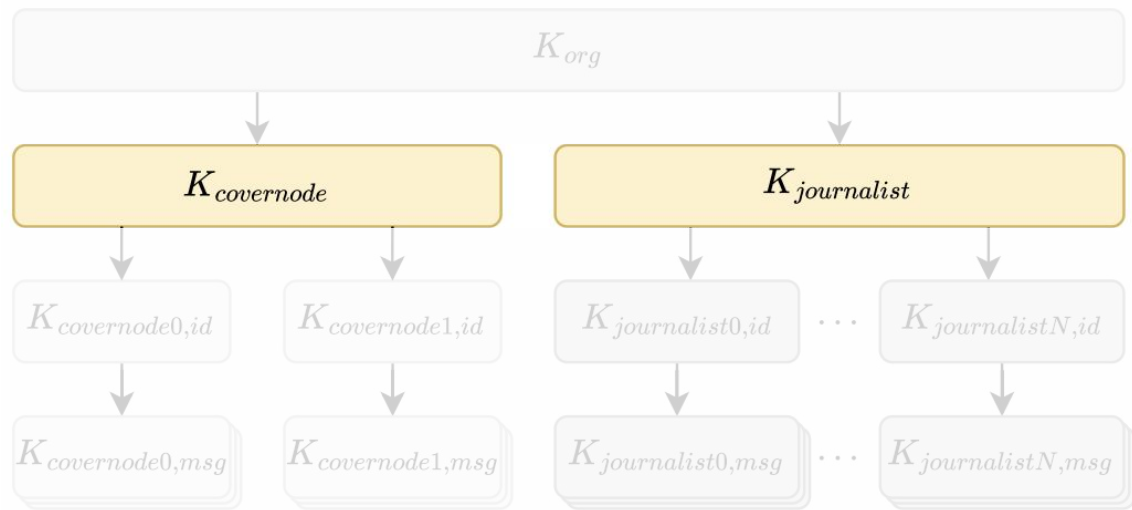 K_org
K_covernode K_journalist
K_covernode0,id K_covernode1,id K_journalist0,id ... K_journalistN,id
K_covernode0,msg K_covernode1,msg K_journalist0,msg ... K_journalistN,msg